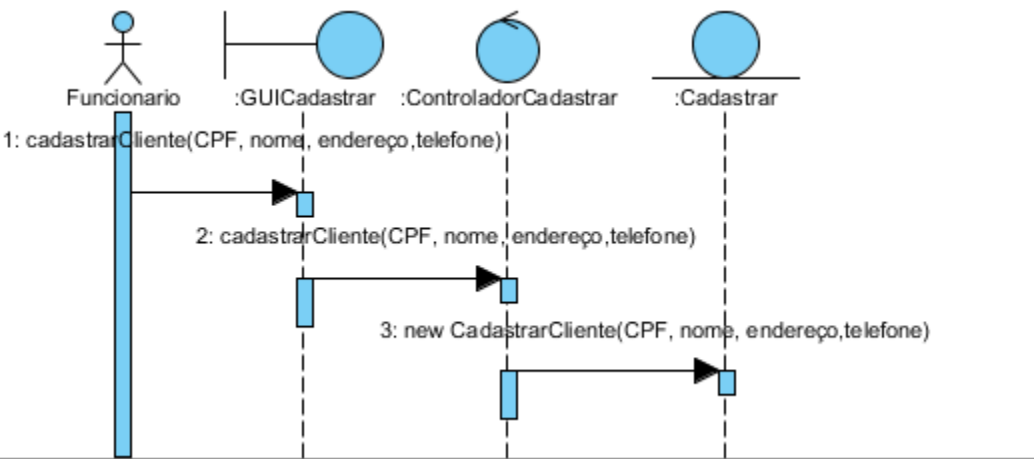 Funcionario
:GUICadastrar
:ControladorCadastrar
:Cadastrar
1: cadastrarCliente(CPF, nome, endereço,telefone)
2: cadastrarCliente(CPF, nome, endereço,telefone)
3: new CadastrarCliente(CPF, nome, endereço,telefone)